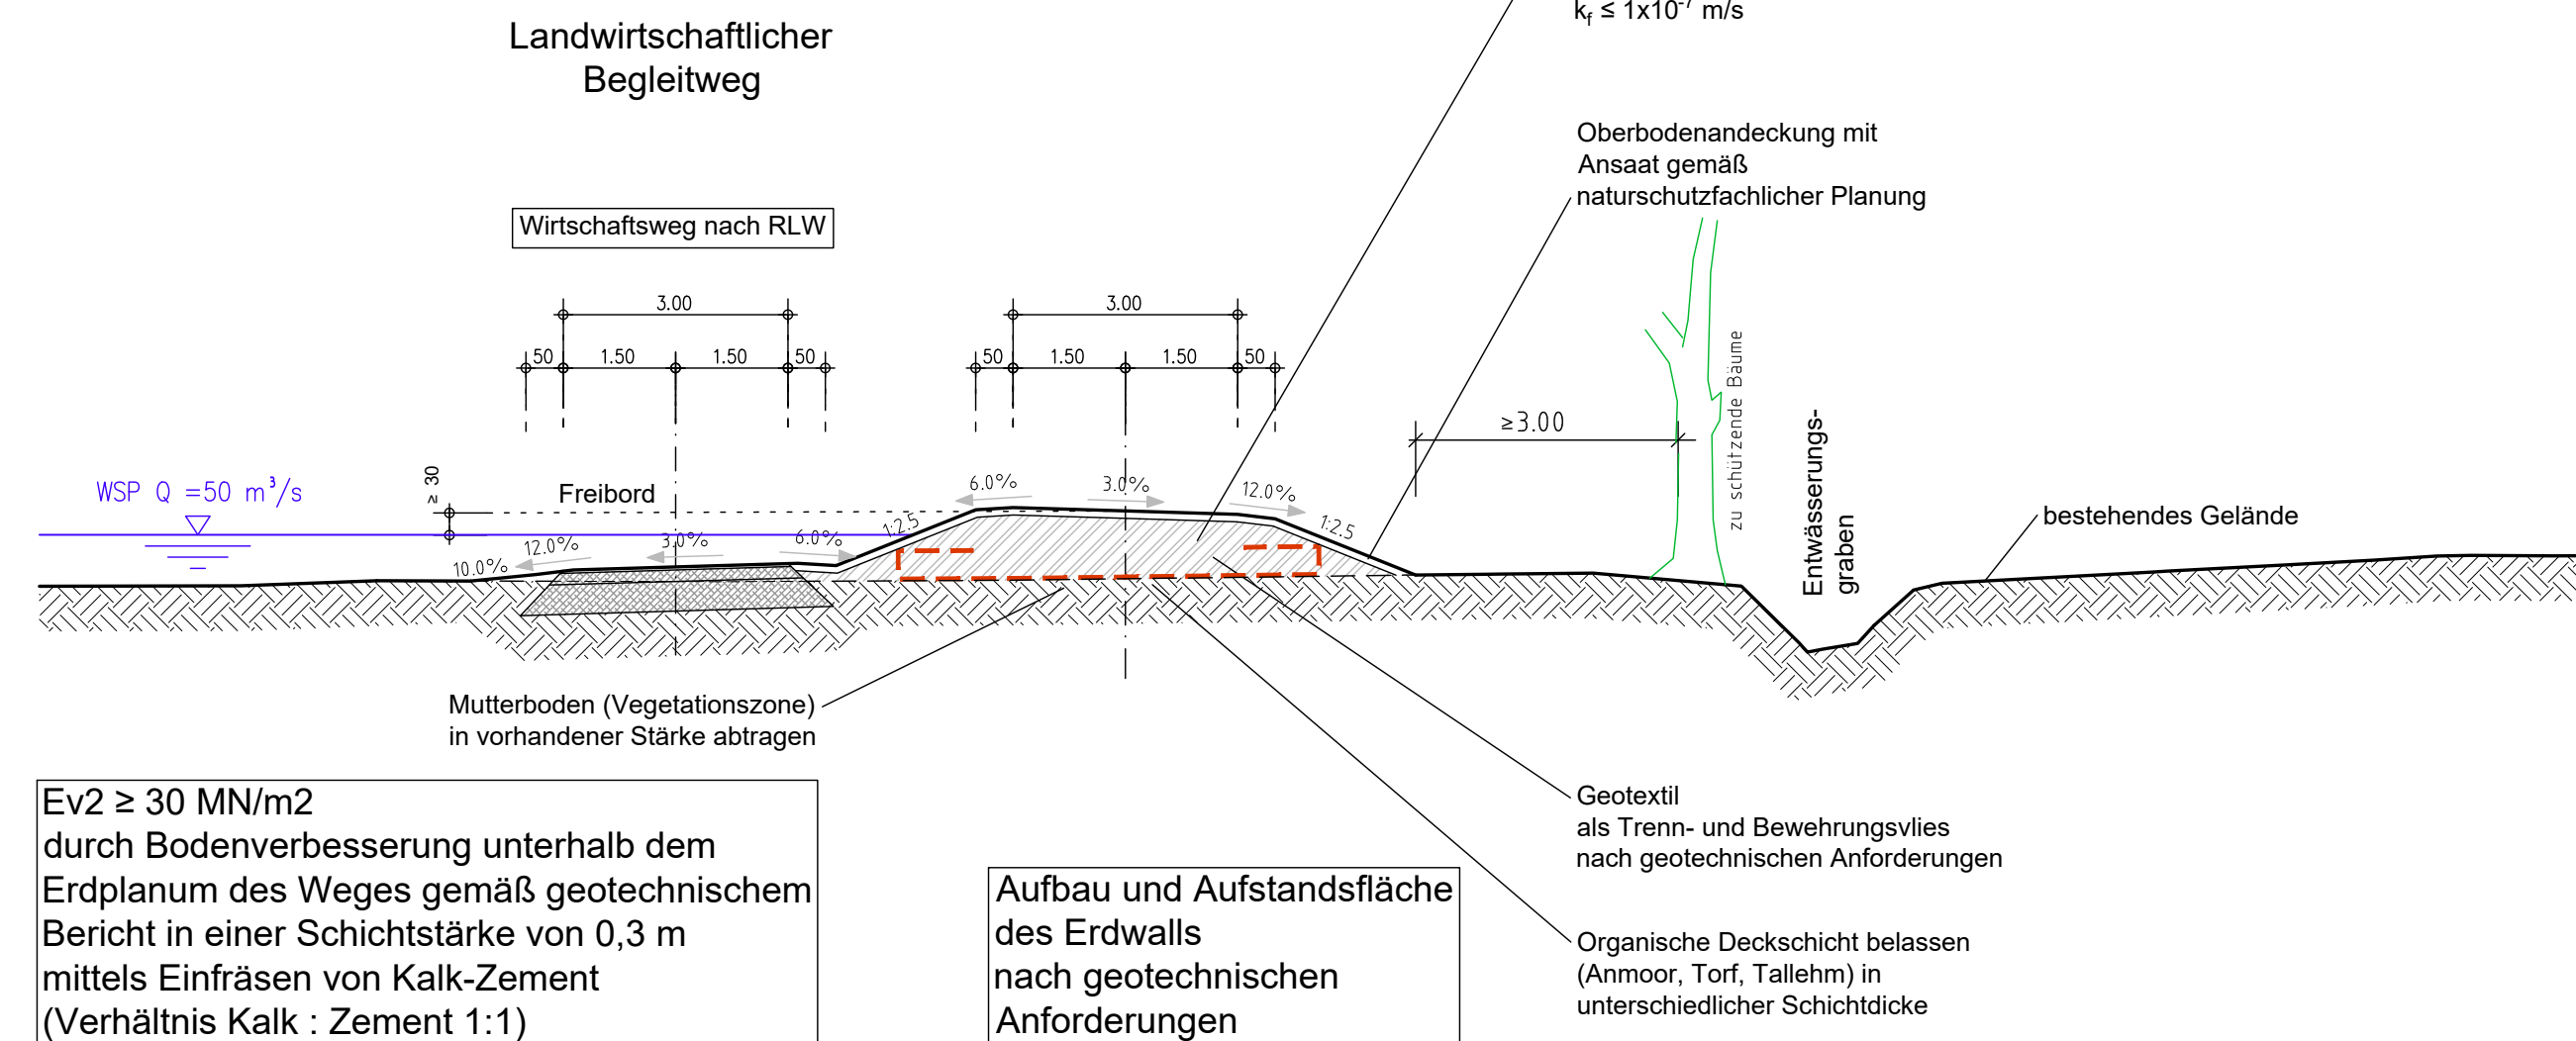 k_f ≤ 1x10⁻⁷ m/s
Landwirtschaftlicher
Begleitweg
Oberbodenandeckung mit
Ansaat gemäß
naturschutzfachlicher Planung
Wirtschaftsweg nach RLW
3.00
3.00
50 1.50 1.50 50
50 1.50 1.50 50
≥3.00
zu schützende Bäume
Entwässerungs-
graben
≥ 30
WSP Q =50 m³/s
Freibord
6.0% 3.0% 12.0%
1:2.5
1:2.5
bestehendes Gelände
10.0% 12.0% 3.0% 6.0%
Mutterboden (Vegetationszone)
in vorhandener Stärke abtragen
Ev2 ≥ 30 MN/m2
durch Bodenverbesserung unterhalb dem
Erdplanum des Weges gemäß geotechnischem
Bericht in einer Schichtstärke von 0,3 m
mittels Einfräsen von Kalk-Zement
(Verhältnis Kalk : Zement 1:1)
Aufbau und Aufstandsfläche
des Erdwalls
nach geotechnischen
Anforderungen
Geotextil
als Trenn- und Bewehrungsvlies
nach geotechnischen Anforderungen
Organische Deckschicht belassen
(Anmoor, Torf, Tallehm) in
unterschiedlicher Schichtdicke